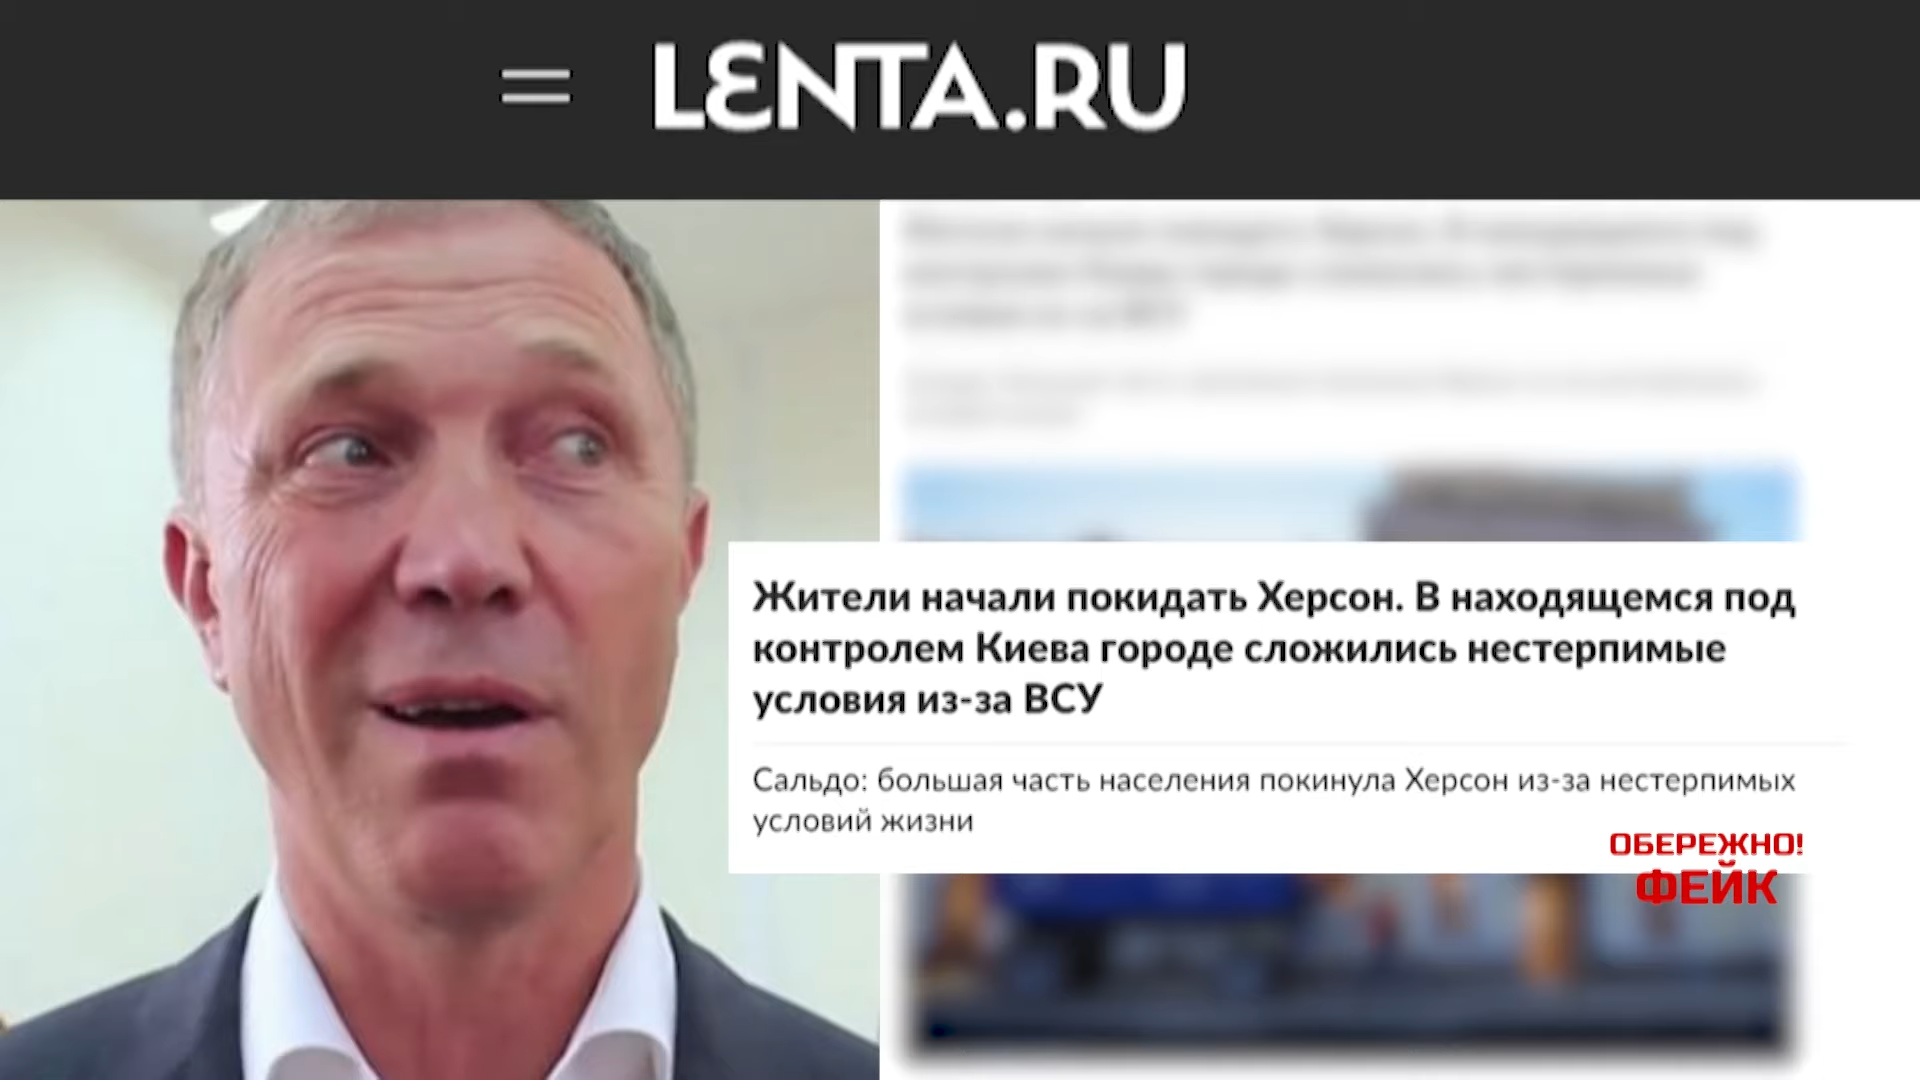 LENTA.RU
Жители начали покидать Херсон. В находящемся под
контролем Киева городе сложились нестерпимые
условия из-за ВСУ
Сальдо: большая часть населения покинула Херсон из-за нестерпимых
условий жизни
ОБЕРЕЖНО!
ФЕЙК